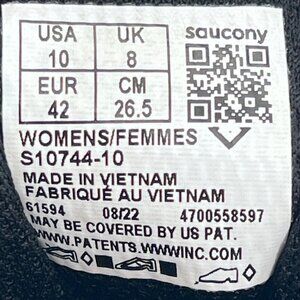 USA UK saucony
10 8
EUR CM
42 26.5
WOMENS/FEMMES
S10744-10
MADE IN VIETNAM
FABRIQUÉ AU VIETNAM
61594 08/22 4700558597
MAY BE COVERED BY US PAT.
WWW.PATENTS.WWWINC.COM